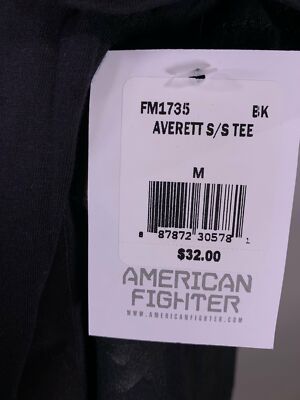 FM1735 BK
AVERETT S/S TEE
M
8 87872 30578 1
$32.00
AMERICAN
FIGHTER
WWW.AMERICANFIGHTER.COM